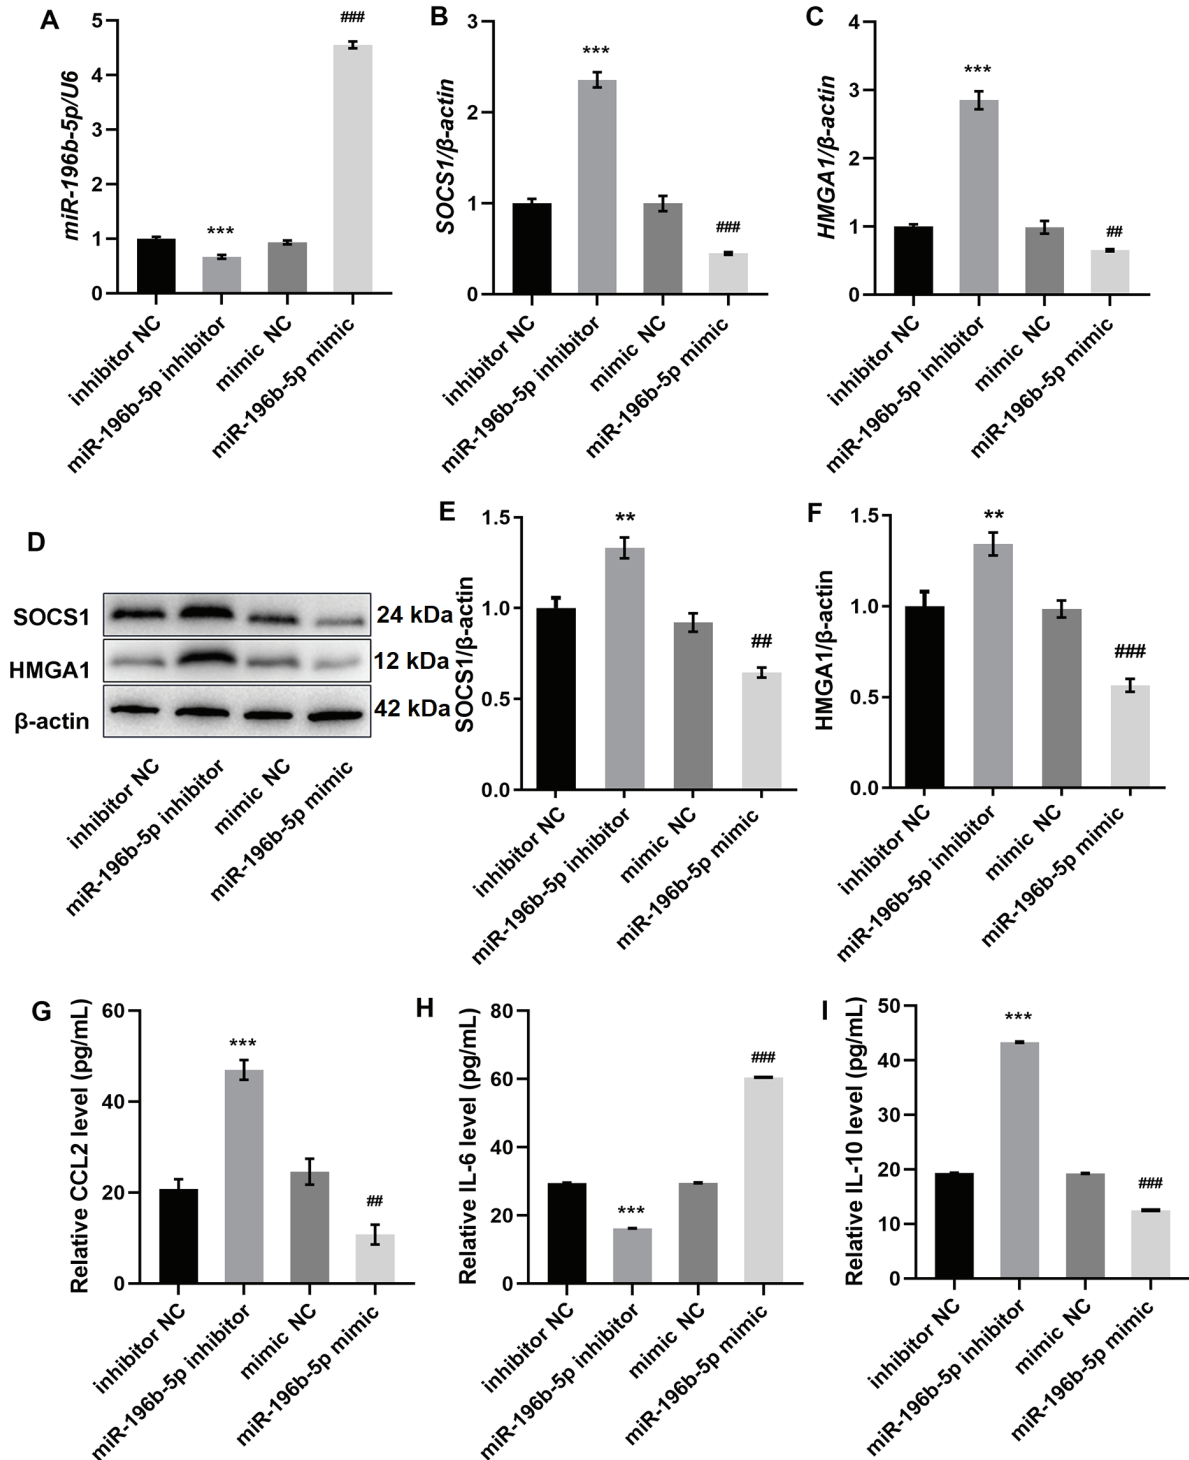 A
miR-196b-5p/U6
5
4
3
2
1
0
***
###
inhibitor NC
miR-196b-5p inhibitor
mimic NC
miR-196b-5p mimic
B
SOCS1/β-actin
3
2
1
0
***
###
inhibitor NC
miR-196b-5p inhibitor
mimic NC
miR-196b-5p mimic
C
HMGA1/β-actin
4
3
2
1
0
***
##
inhibitor NC
miR-196b-5p inhibitor
mimic NC
miR-196b-5p mimic
D
SOCS1
24 kDa
HMGA1
12 kDa
β-actin
42 kDa
inhibitor NC
miR-196b-5p inhibitor
mimic NC
miR-196b-5p mimic
E
SOCS1/β-actin
1.5
1.0
0.5
0.0
**
##
inhibitor NC
miR-196b-5p inhibitor
mimic NC
miR-196b-5p mimic
F
HMGA1/β-actin
1.5
1.0
0.5
0.0
**
###
inhibitor NC
miR-196b-5p inhibitor
mimic NC
miR-196b-5p mimic
G
Relative CCL2 level (pg/mL)
60
40
20
0
***
##
inhibitor NC
miR-196b-5p inhibitor
mimic NC
miR-196b-5p mimic
H
Relative IL-6 level (pg/mL)
80
60
40
20
0
***
###
inhibitor NC
miR-196b-5p inhibitor
mimic NC
miR-196b-5p mimic
I
Relative IL-10 level (pg/mL)
50
40
30
20
10
0
***
###
inhibitor NC
miR-196b-5p inhibitor
mimic NC
miR-196b-5p mimic